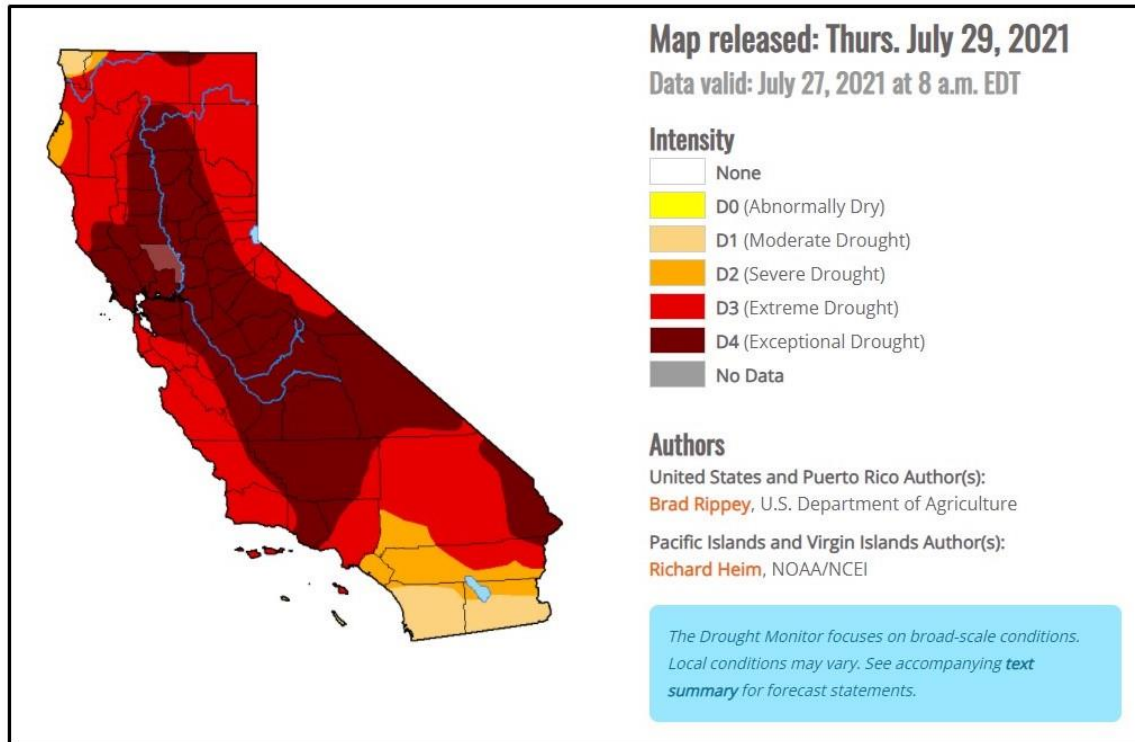 Map released: Thurs. July 29, 2021
Data valid: July 27, 2021 at 8 a.m. EDT
Intensity
None
D0 (Abnormally Dry)
D1 (Moderate Drought)
D2 (Severe Drought)
D3 (Extreme Drought)
D4 (Exceptional Drought)
No Data
Authors
United States and Puerto Rico Author(s):
Brad Rippey, U.S. Department of Agriculture
Pacific Islands and Virgin Islands Author(s):
Richard Heim, NOAA/NCEI
The Drought Monitor focuses on broad-scale conditions.
Local conditions may vary. See accompanying text
summary for forecast statements.